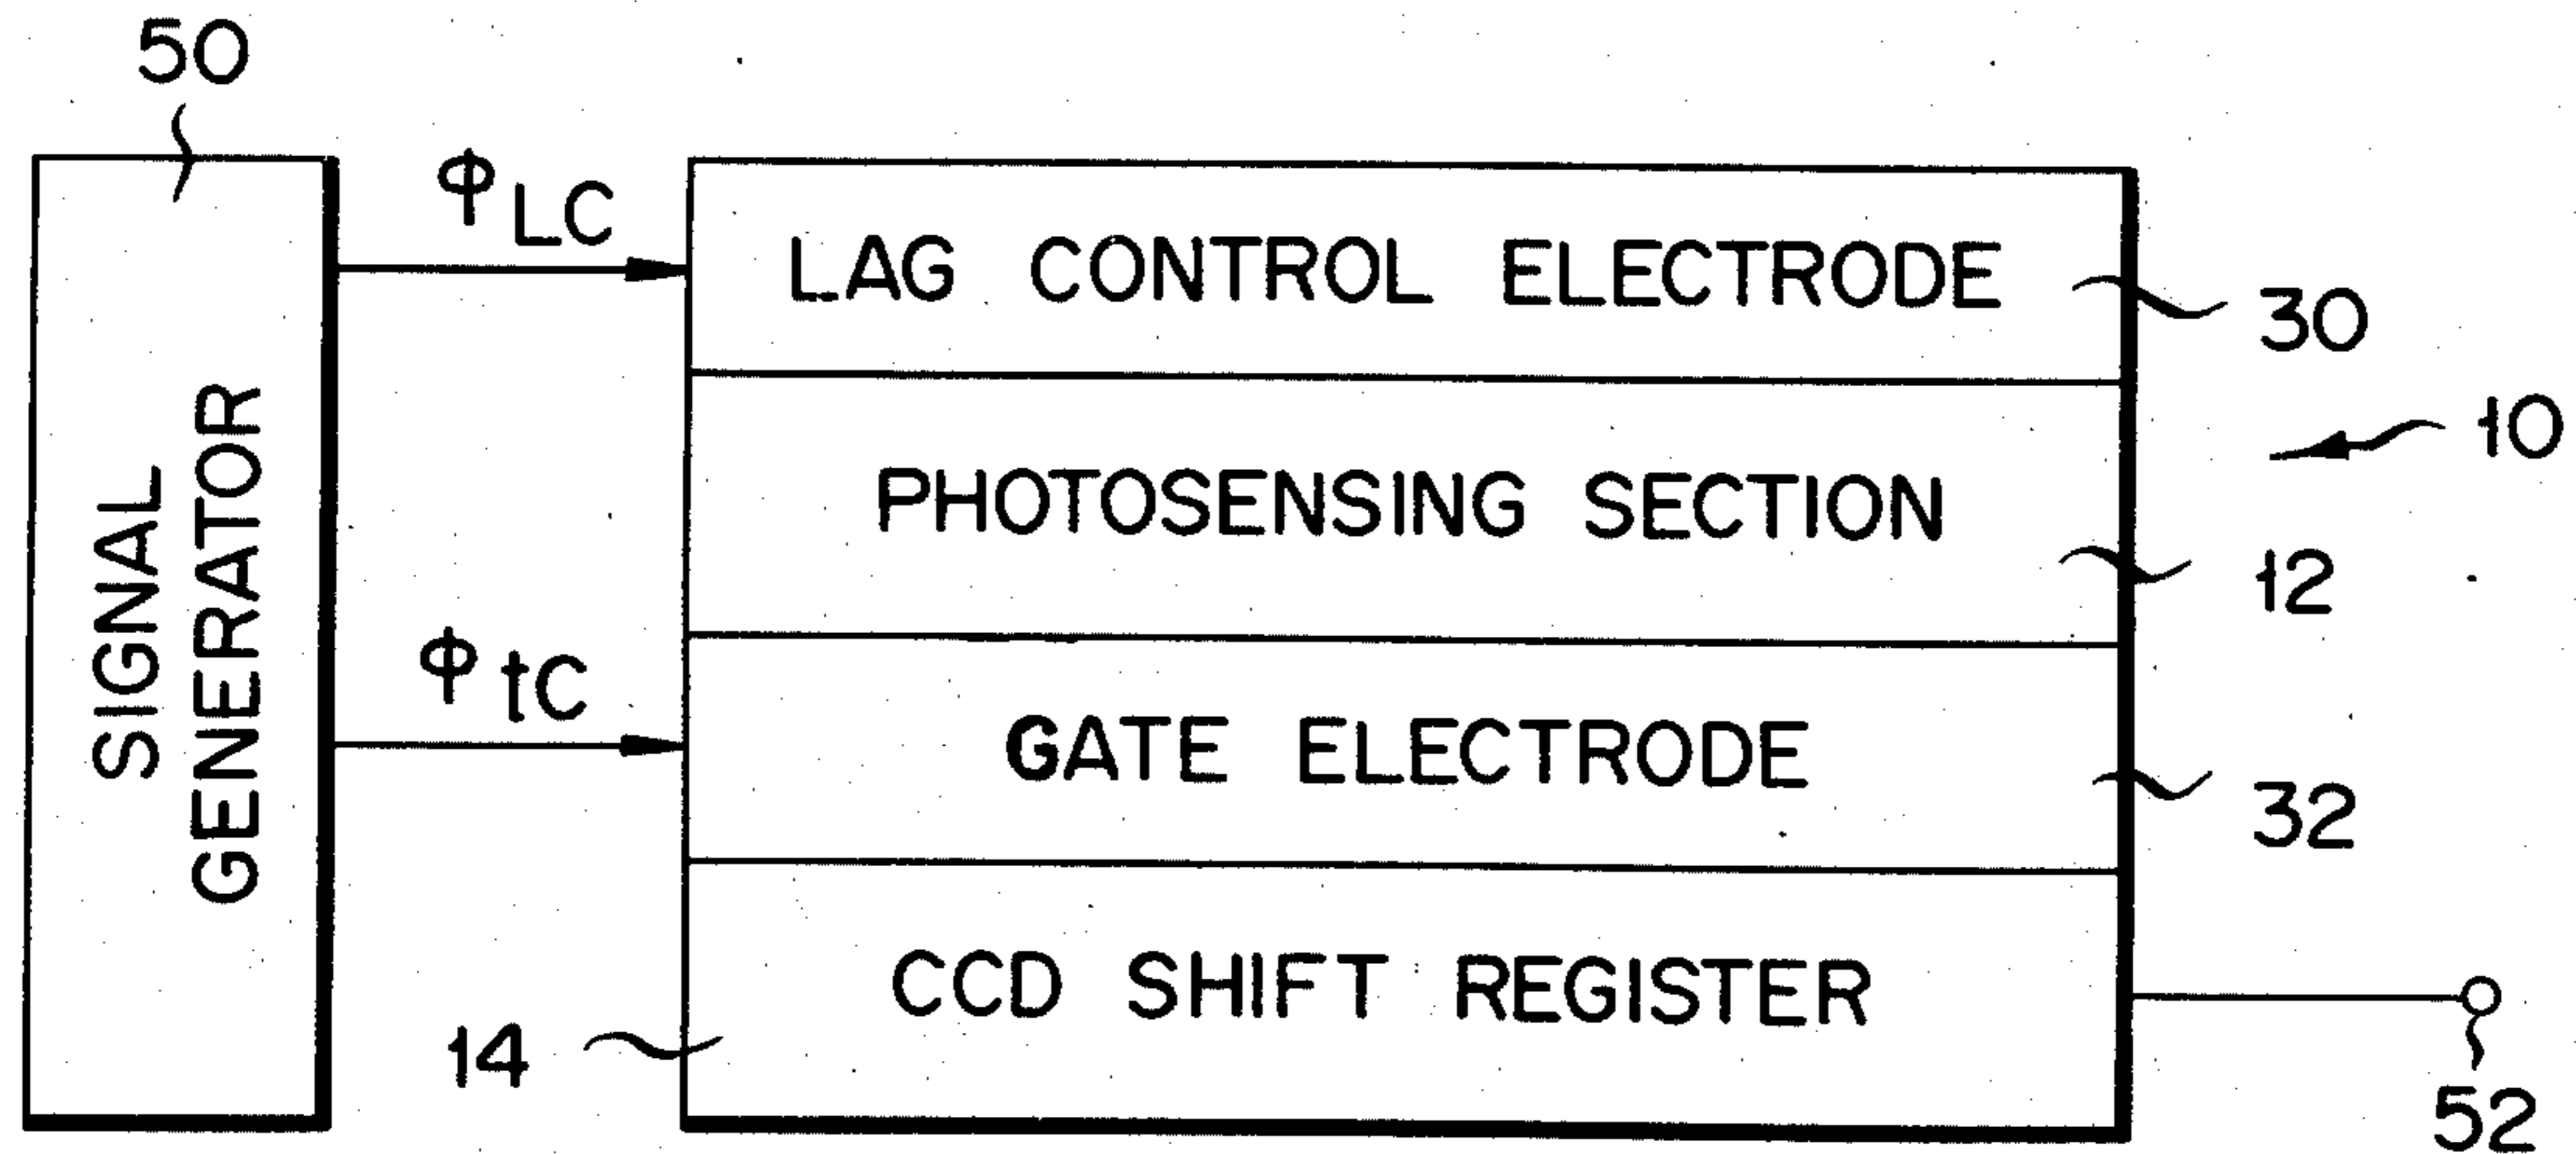 50
ΦLC
LAG CONTROL ELECTRODE
30
10
PHOTOSENSING SECTION
12
SIGNAL
GENERATOR
ΦtC
GATE ELECTRODE
32
CCD SHIFT REGISTER
14
52